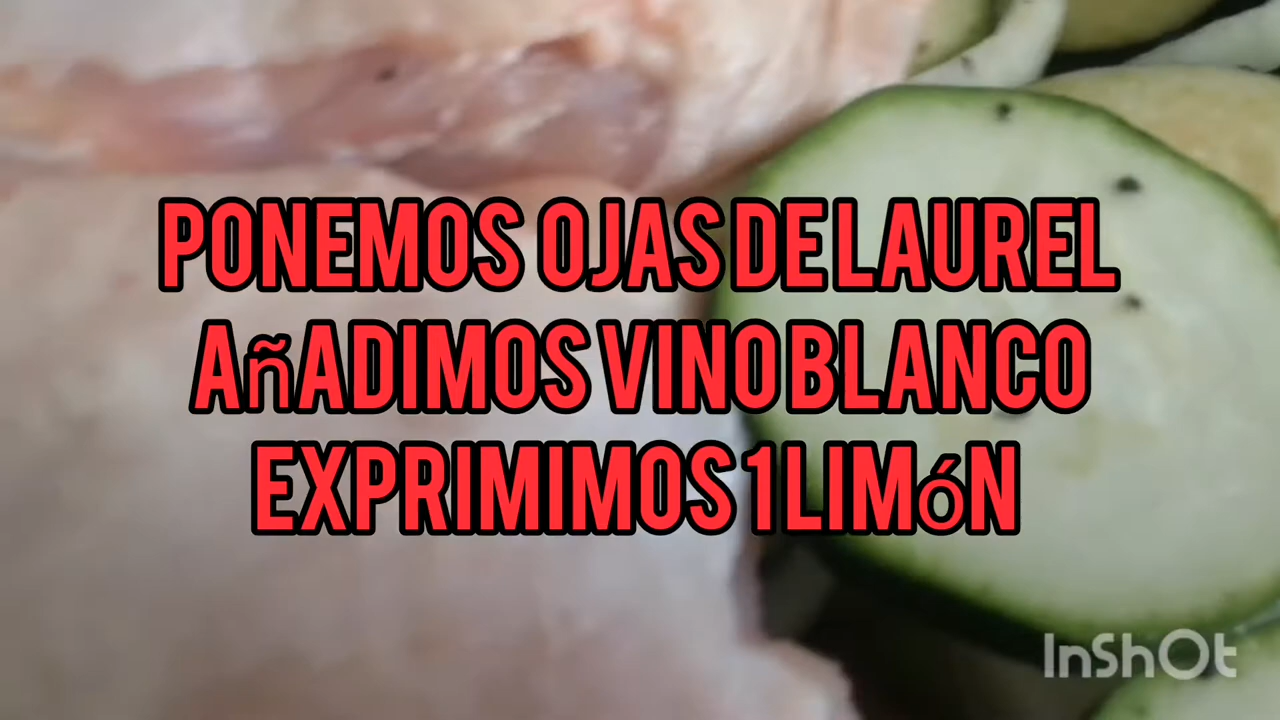 PONEMOS OJAS DE LAUREL
AñADIMOS VINO BLANCO
EXPRIMIMOS 1 LIMóN
InShOt